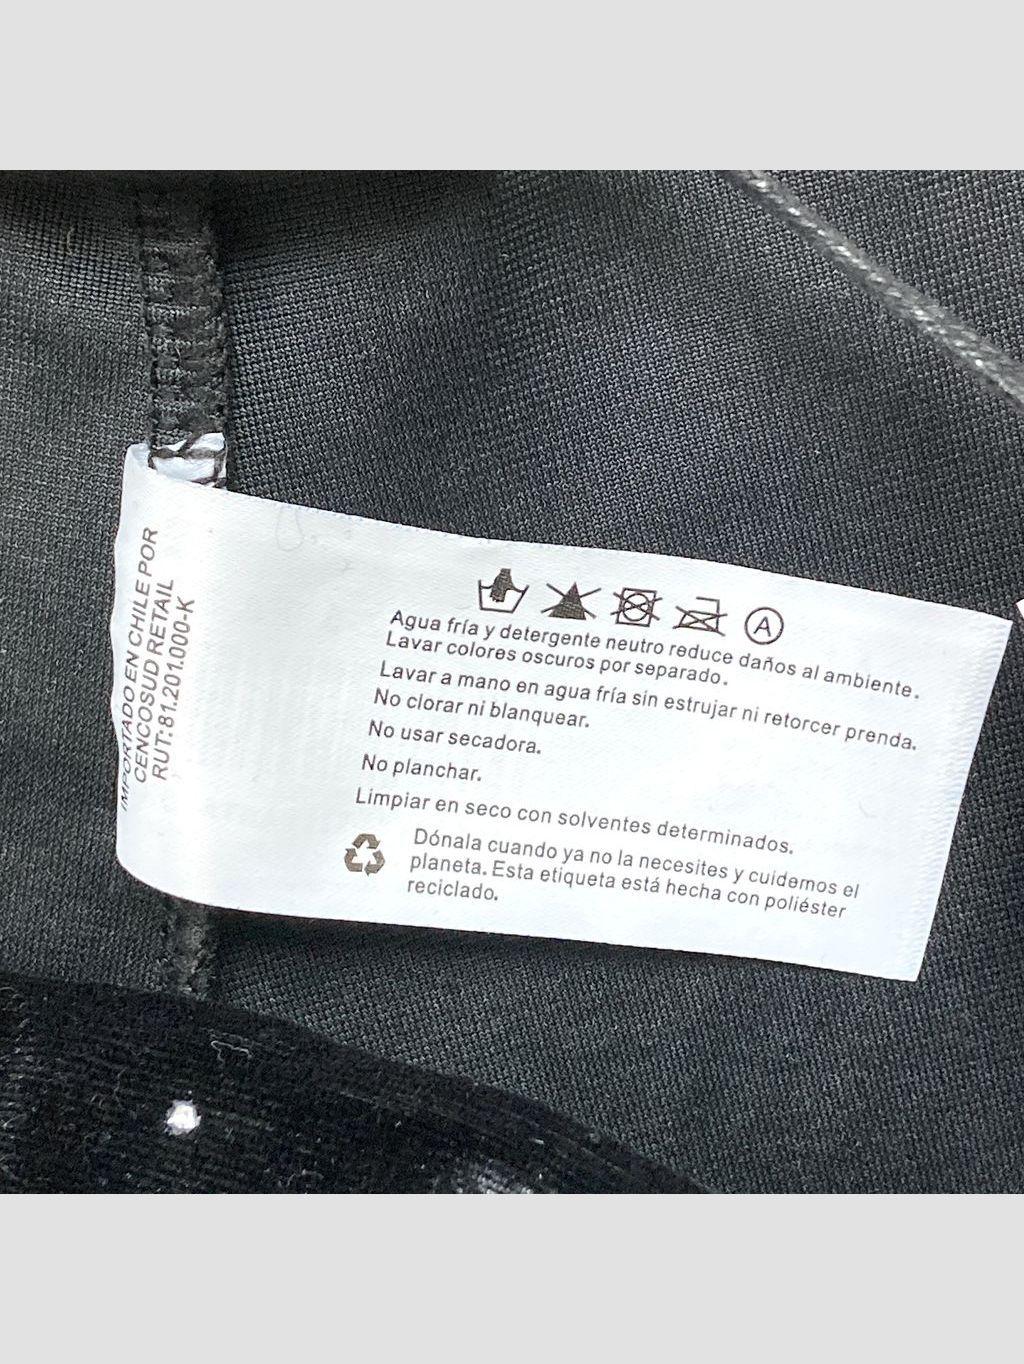 IMPORTADO EN CHILE POR
CENCOSUD RETAIL
RUT:81.201.000-K
A
Agua fría y detergente neutro reduce daños al ambiente.
Lavar colores oscuros por separado.
Lavar a mano en agua fría sin estrujar ni retorcer prenda.
No clorar ni blanquear.
No usar secadora.
No planchar.
Limpiar en seco con solventes determinados.
Dónala cuando ya no la necesites y cuidemos el
planeta. Esta etiqueta está hecha con poliéster
reciclado.